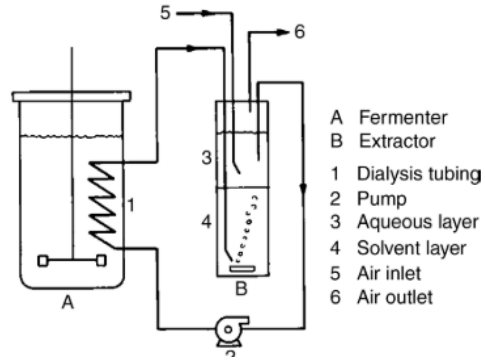 5
6
3
1
4
A
B
2
A Fermenter
B Extractor
1 Dialysis tubing
2 Pump
3 Aqueous layer
4 Solvent layer
5 Air inlet
6 Air outlet